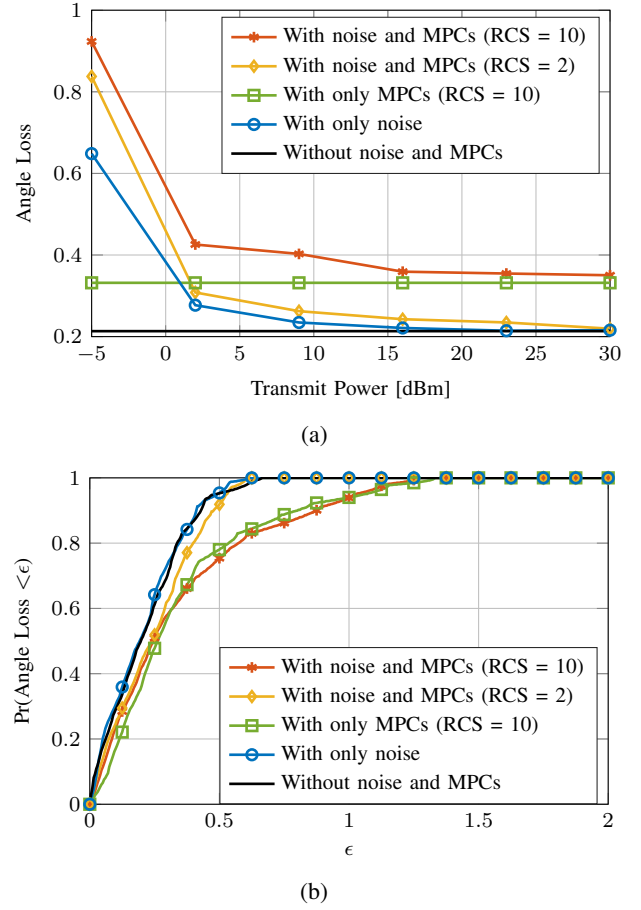 1
0.8
0.6
0.4
0.2
Angle Loss
With noise and MPCs (RCS = 10)
With noise and MPCs (RCS = 2)
With only MPCs (RCS = 10)
With only noise
Without noise and MPCs
−5 0 5 10 15 20 25 30
Transmit Power [dBm]
(a)
1
0.8
0.6
0.4
0.2
0
Pr(Angle Loss <ϵ)
With noise and MPCs (RCS = 10)
With noise and MPCs (RCS = 2)
With only MPCs (RCS = 10)
With only noise
Without noise and MPCs
0 0.5 1 1.5 2
ϵ
(b)